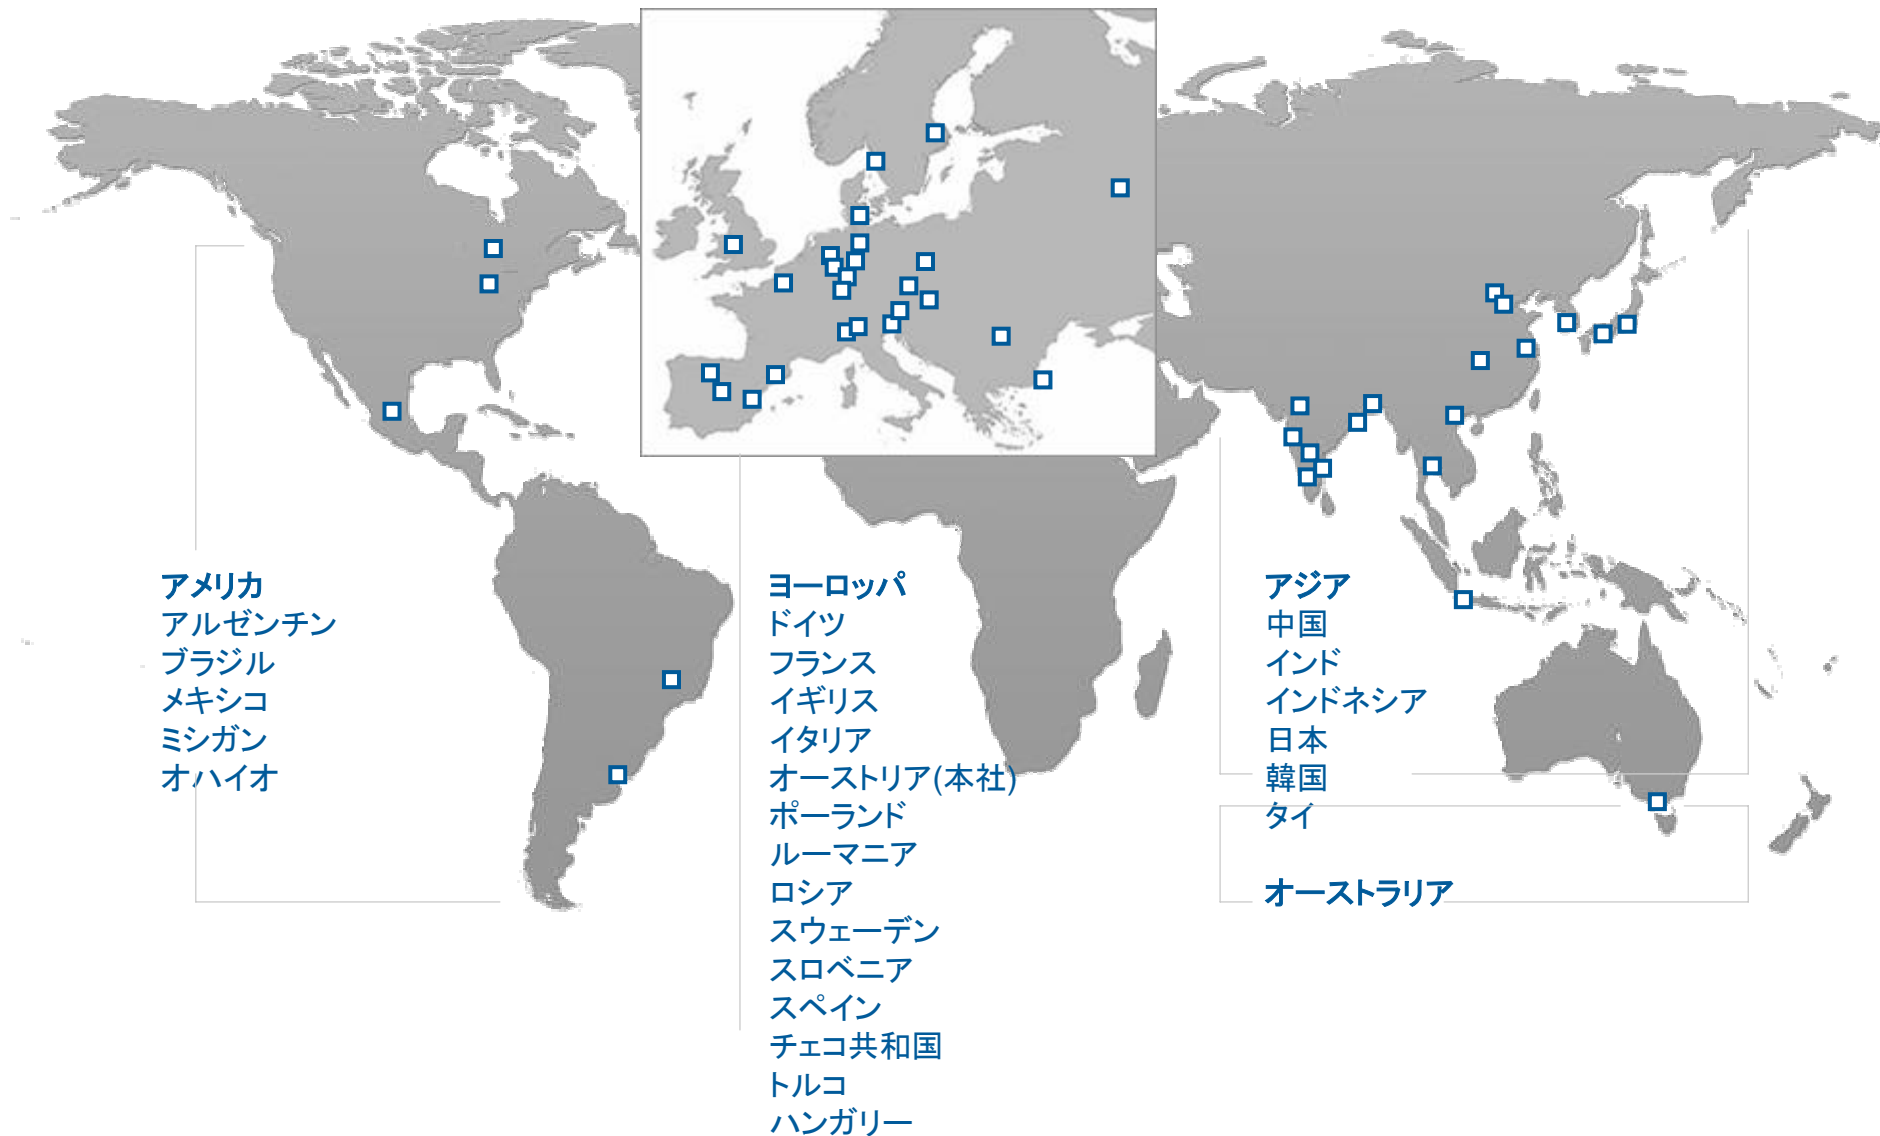 アメリカ
アルゼンチン
ブラジル
メキシコ
ミシガン
オハイオ
ヨーロッパ
ドイツ
フランス
イギリス
イタリア
オーストリア(本社)
ポーランド
ルーマニア
ロシア
スウェーデン
スロベニア
スペイン
チェコ共和国
トルコ
ハンガリー
アジア
中国
インド
インドネシア
日本
韓国
タイ
オーストラリア